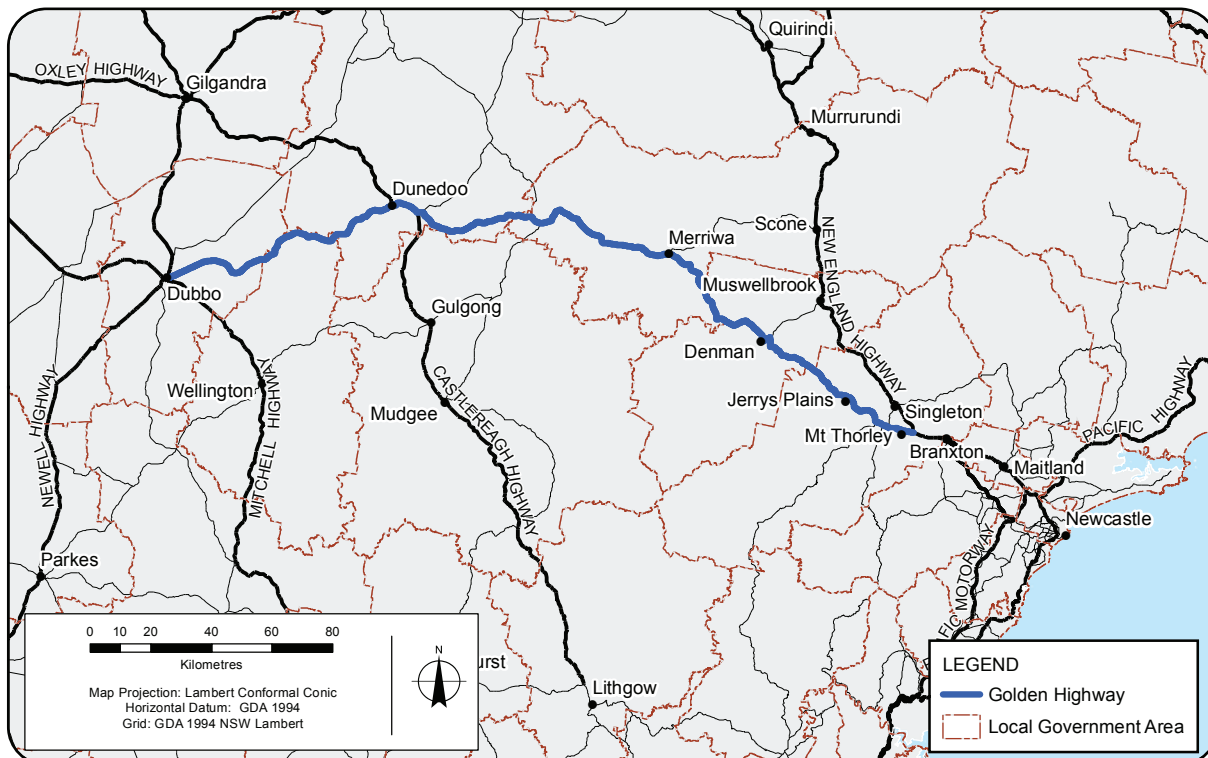 Quirindi
OXLEY HIGHWAY
Gilgandra
Murrurundi
Dunedoo
Scone
NEW ENGLAND HIGHWAY
Merriwa
Dubbo
Muswellbrook
Gulgong
Denman
Wellington
NEWELL HIGHWAY
MITCHELL HIGHWAY
CASTLEREAGH HIGHWAY
Mudgee
Jerrys Plains
Singleton
PACIFIC HIGHWAY
Mt Thorley
Branxton
Maitland
Newcastle
Parkes
FIC MOTORWAY
0 10 20 40 60 80
Kilometres
Map Projection: Lambert Conformal Conic
Horizontal Datum: GDA 1994
Grid: GDA 1994 NSW Lambert
N
urst
Lithgow
LEGEND
Golden Highway
Local Government Area